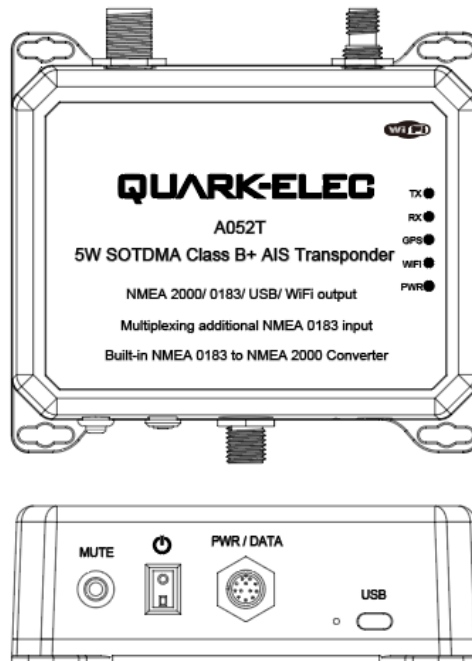 WiFi
QUARK-ELEC
A052T
5W SOTDMA Class B+ AIS Transponder
NMEA 2000/ 0183/ USB/ WiFi output
Multiplexing additional NMEA 0183 input
Built-in NMEA 0183 to NMEA 2000 Converter
TX
RX
GPS
WIFI
PWR
MUTE
PWR / DATA
USB